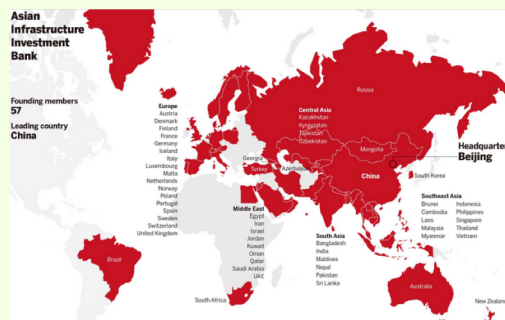 Asian
Infrastructure
Investment
Bank
Founding members
57
Leading country
China
Europe
Austria
Denmark
Finland
France
Germany
Iceland
Italy
Luxembourg
Malta
Netherlands
Norway
Poland
Portugal
Spain
Sweden
Switzerland
United Kingdom
Russia
Central Asia
Kazakhstan
Kyrgyzstan
Tajikistan
Uzbekistan
Mongolia
Headquarter
Beijing
Georgia
Turkey
Azerbaijan
China
South Korea
Middle East
Egypt
Iran
Israel
Jordan
Kuwait
Oman
Qatar
Saudi Arabia
UAE
South Asia
Bangladesh
India
Maldives
Nepal
Pakistan
Sri Lanka
Southeast Asia
Brunei Indonesia
Cambodia Philippines
Laos Singapore
Malaysia Thailand
Myanmar Vietnam
Brazil
South Africa
Australia
New Zealan